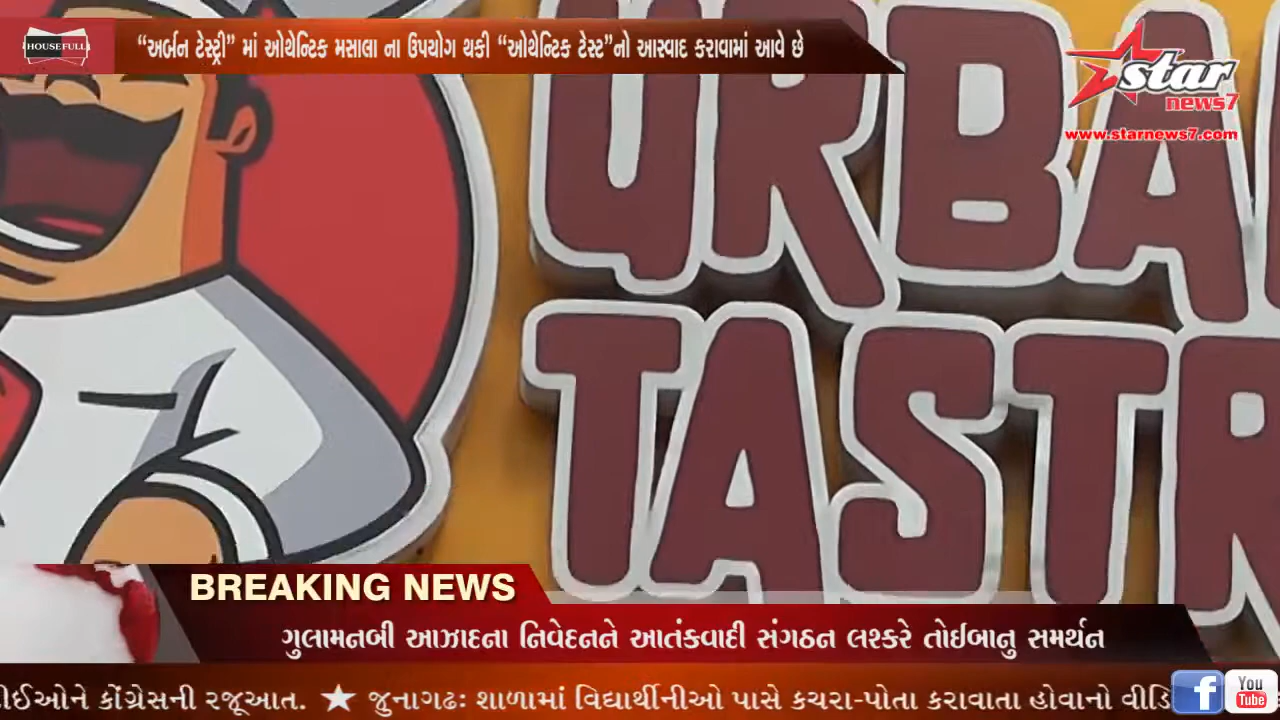 HOUSEFULL
“અર્બન ટેસ્ટ્રી” માં ઓથેન્ટિક મસાલા ના ઉપયોગ થકી “ઓથેન્ટિક ટેસ્ટ”નો આસ્વાદ કરાવામાં આવે છે
star
news7
www.starnews7.com
URBA
TASTR
BREAKING NEWS
ગુલામનબી આઝાદના નિવેદનને આતંકવાદી સંગઠન લશ્કરે તોઈબાનુ સમર્થન
ોઈઓને કોંગ્રેસની રજૂઆત. ★ જુનાગઢઃ શાળામાં વિદ્યાર્થીનીઓ પાસે કચરા-પોતા કરાવાતા હોવાનો વીડિ
f
You
Tube